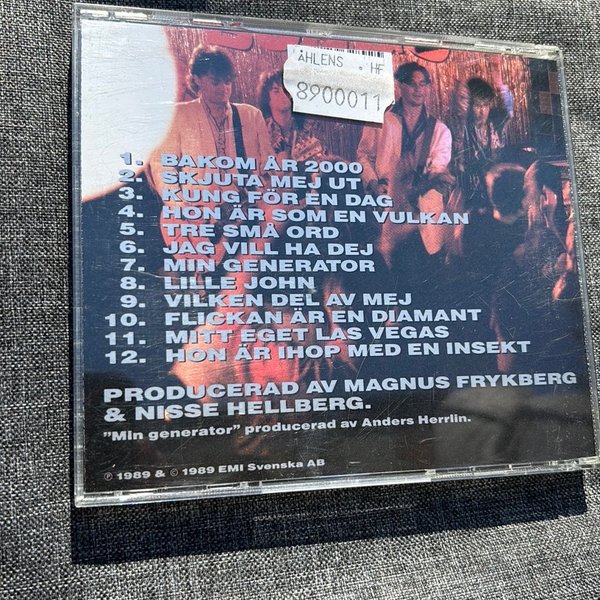 ÅHLENS . HF
8900011
1. BAKOM ÅR 2000
2. SKJUTA MEJ UT
3. KUNG FÖR EN DAG
4. HON ÄR SOM EN VULKAN
5. TRE SMÅ ORD
6. JAG VILL HA DEJ
7. MIN GENERATOR
8. LILLE JOHN
9. VILKEN DEL AV MEJ
10. FLICKAN ÄR EN DIAMANT
11. MITT EGET LAS VEGAS
12. HON ÄR IHOP MED EN INSEKT
PRODUCERAD AV MAGNUS FRYKBERG
& NISSE HELLBERG.
"Min generator" producerad av Anders Herrlin.
℗ 1989 & © 1989 EMI Svenska AB